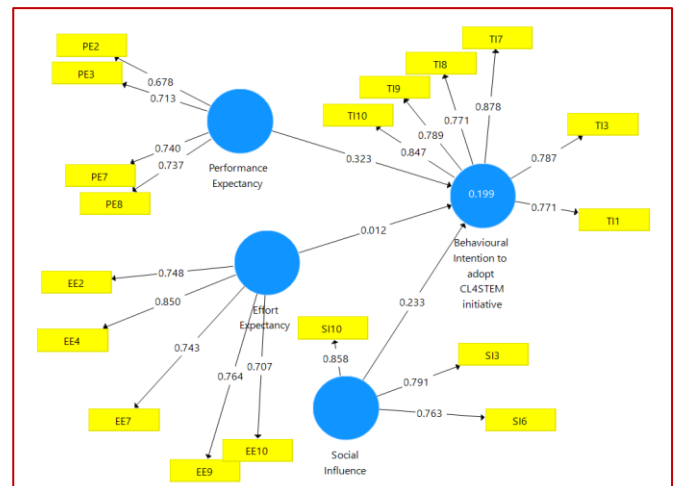 PE2
PE3
0.678
0.713
0.740
0.737
PE7
PE8
Performance
Expectancy
TI7
TI8
TI9
TI10
TI3
TI1
0.878
0.771
0.789
0.847
0.787
0.771
0.323
0.199
Behavioural
Intention to
adopt
CL4STEM
initiative
0.012
0.233
EE2
EE4
EE7
EE9
EE10
0.748
0.850
0.743
0.764
0.707
Effort
Expectancy
SI10
SI3
SI6
0.858
0.791
0.763
Social
Influence